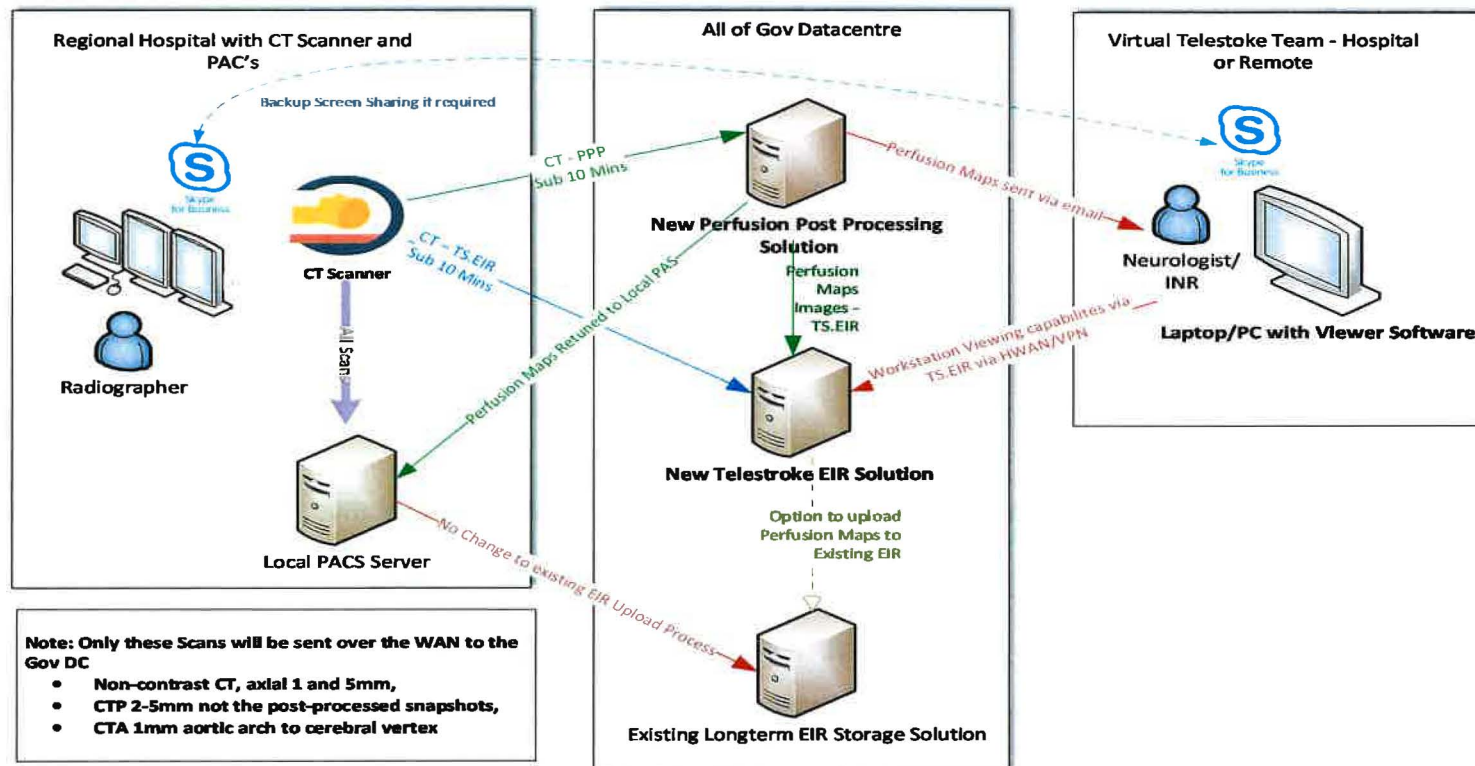 Regional Hospital with CT Scanner and
PAC's
Backup Screen Sharing if required
Skype
for Business
CT Scanner
Radiographer
All Scans
Local PACS Server
Note: Only these Scans will be sent over the WAN to the
Gov DC
• Non-contrast CT, axial 1 and 5mm,
• CTP 2-5mm not the post-processed snapshots,
• CTA 1mm aortic arch to cerebral vertex
All of Gov Datacentre
CT - PPP
Sub 10 Mins
CT – TS.EIR
Sub 10 Mins
New Perfusion Post Processing
Solution
Perfusion Maps Retuned to Local PAS
Perfusion
Maps
Images -
TS.EIR
New Telestroke EIR Solution
Option to upload
Perfusion Maps to
Existing EIR
No Change to existing EIR Upload Process
Existing Longterm EIR Storage Solution
Perfusion Maps sent via email
Workstation Viewing capabilites via
TS.EIR via HWAN/VPN
Virtual Telestoke Team - Hospital
or Remote
Skype
for Business
Neurologist/
INR
Laptop/PC with Viewer Software